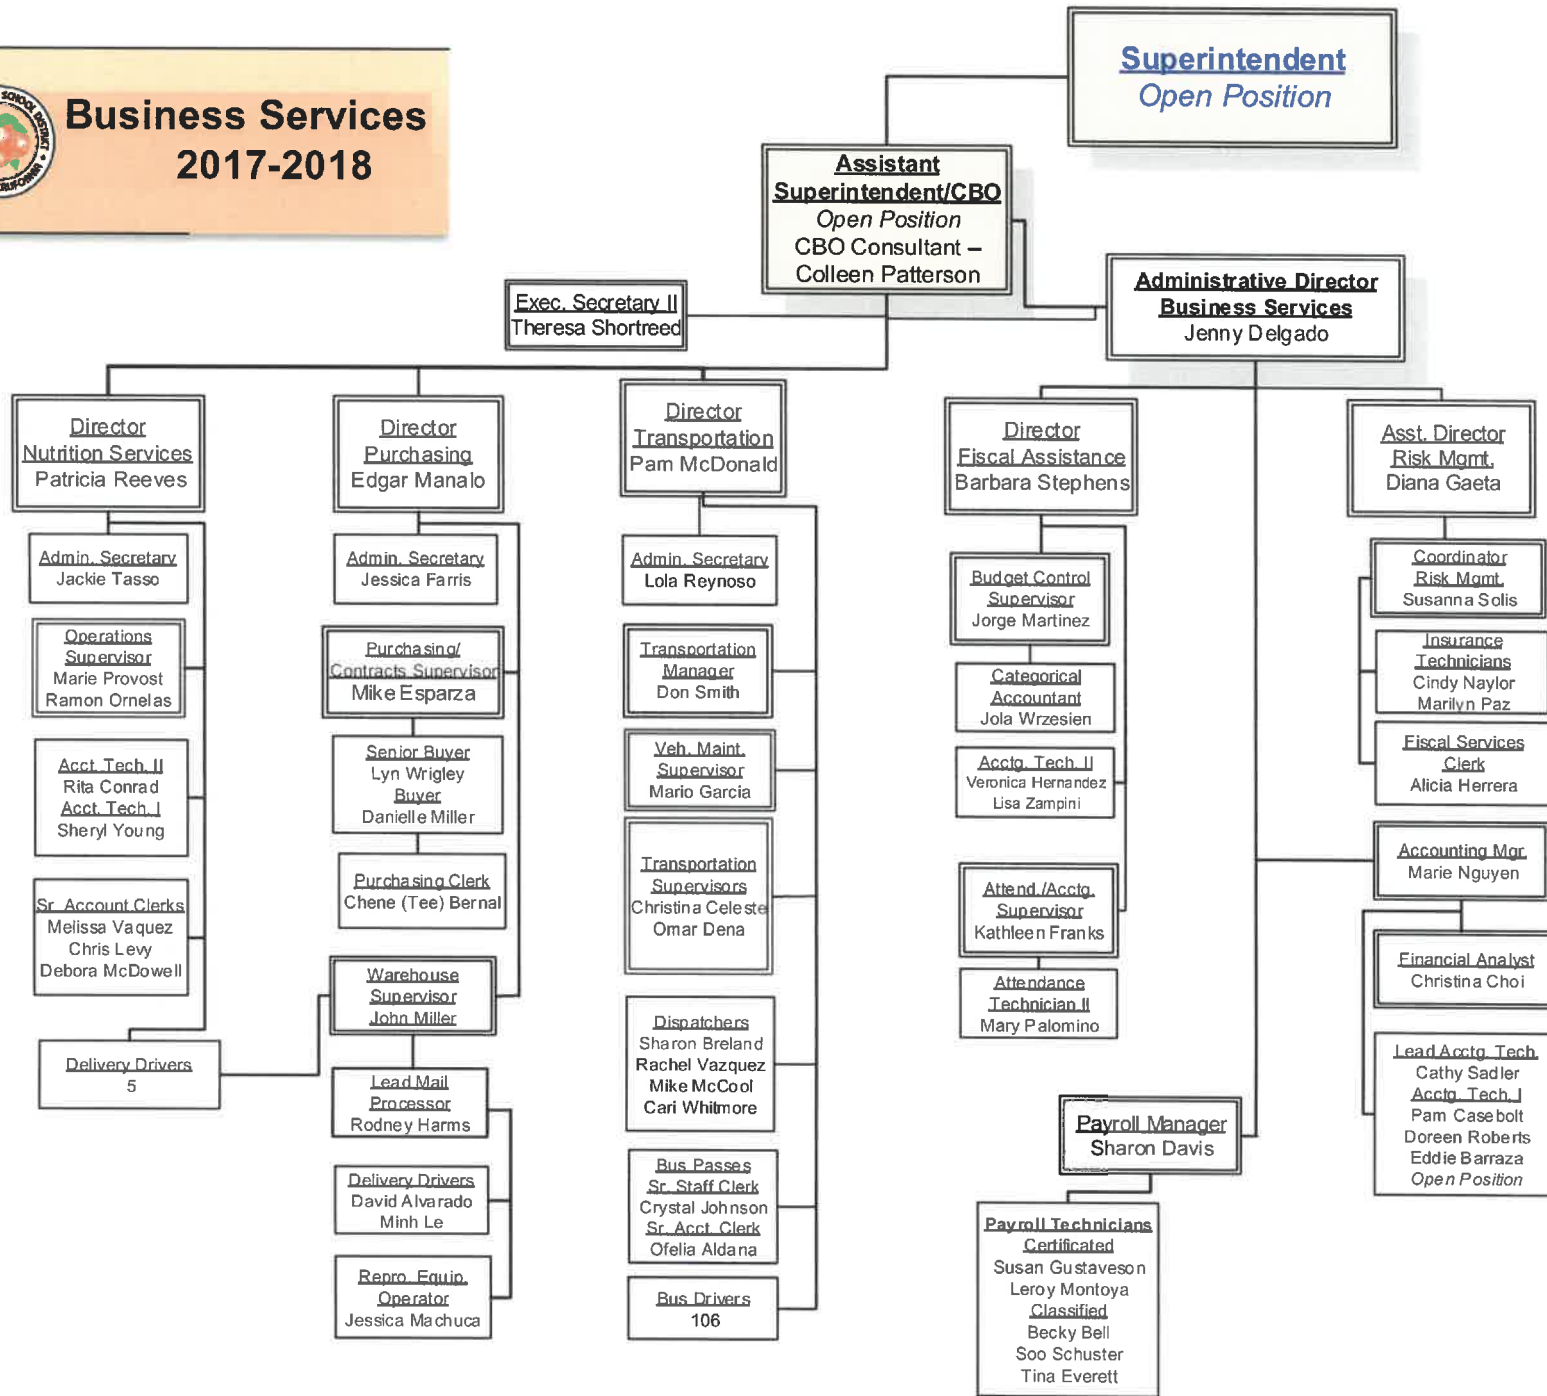 SCHOOL DISTRICT
CALIFORNIA
Business Services
2017-2018
Superintendent
Open Position
Assistant
Superintendent/CBO
Open Position
CBO Consultant –
Colleen Patterson
Exec. Secretary II
Theresa Shortreed
Administrative Director
Business Services
Jenny Delgado
Director
Nutrition Services
Patricia Reeves
Admin. Secretary
Jackie Tasso
Operations
Supervisor
Marie Provost
Ramon Ornelas
Acct. Tech. II
Rita Conrad
Acct. Tech. I
Sheryl Young
Sr. Account Clerks
Melissa Vaquez
Chris Levy
Debora McDowell
Delivery Drivers
5
Director
Purchasing
Edgar Manalo
Admin. Secretary
Jessica Farris
Purchasing/
Contracts Supervisor
Mike Esparza
Senior Buyer
Lyn Wrigley
Buyer
Danielle Miller
Purchasing Clerk
Chene (Tee) Bernal
Warehouse
Supervisor
John Miller
Lead Mail
Processor
Rodney Harms
Delivery Drivers
David Alvarado
Minh Le
Repro. Equip.
Operator
Jessica Machuca
Director
Transportation
Pam McDonald
Admin. Secretary
Lola Reynoso
Transportation
Manager
Don Smith
Veh. Maint.
Supervisor
Mario Garcia
Transportation
Supervisors
Christina Celeste
Omar Dena
Dispatchers
Sharon Breland
Rachel Vazquez
Mike McCool
Cari Whitmore
Bus Passes
Sr. Staff Clerk
Crystal Johnson
Sr. Acct. Clerk
Ofelia Aldana
Bus Drivers
106
Director
Fiscal Assistance
Barbara Stephens
Budget Control
Supervisor
Jorge Martinez
Categorical
Accountant
Jola Wrzesien
Acctg. Tech. II
Veronica Hernandez
Lisa Zampini
Attend./Acctg.
Supervisor
Kathleen Franks
Attendance
Technician II
Mary Palomino
Payroll Manager
Sharon Davis
Payroll Technicians
Certificated
Susan Gustaveson
Leroy Montoya
Classified
Becky Bell
Soo Schuster
Tina Everett
Asst. Director
Risk Mgmt.
Diana Gaeta
Coordinator
Risk Mgmt.
Susanna Solis
Insurance
Technicians
Cindy Naylor
Marilyn Paz
Fiscal Services
Clerk
Alicia Herrera
Accounting Mgr.
Marie Nguyen
Financial Analyst
Christina Choi
Lead Acctg. Tech.
Cathy Sadler
Acctg. Tech. I
Pam Casebolt
Doreen Roberts
Eddie Barraza
Open Position